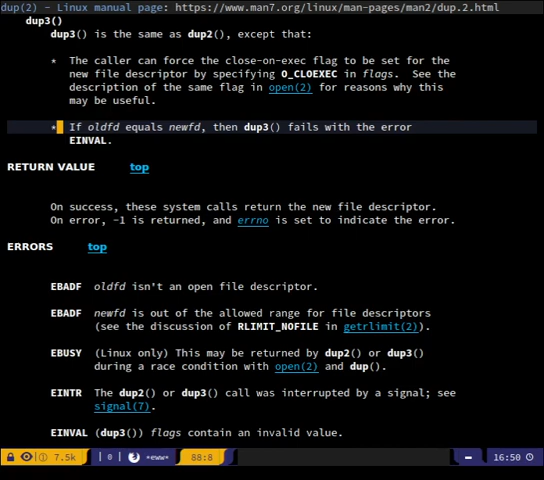 dup(2) - Linux manual page: https://www.man7.org/linux/man-pages/man2/dup.2.html
dup3()
dup3() is the same as dup2(), except that:
* The caller can force the close-on-exec flag to be set for the
new file descriptor by specifying O_CLOEXEC in flags. See the
description of the same flag in open(2) for reasons why this
may be useful.
* If oldfd equals newfd, then dup3() fails with the error
EINVAL.
RETURN VALUE top
On success, these system calls return the new file descriptor.
On error, -1 is returned, and errno is set to indicate the error.
ERRORS top
EBADF oldfd isn’t an open file descriptor.
EBADF newfd is out of the allowed range for file descriptors
(see the discussion of RLIMIT_NOFILE in getrlimit(2)).
EBUSY (Linux only) This may be returned by dup2() or dup3()
during a race condition with open(2) and dup().
EINTR The dup2() or dup3() call was interrupted by a signal; see
signal(7).
EINVAL (dup3()) flags contain an invalid value.
7.5k | 0 | *eww* 88:8 16:50